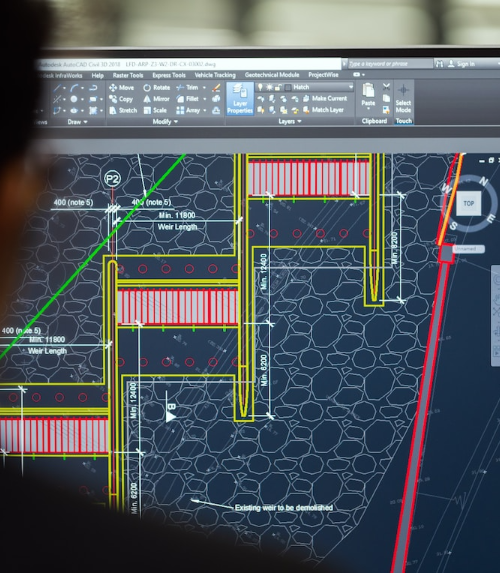 Autodesk AutoCAD Civil 3D 2018
Type a keyword or phrase
Sign In
Autodesk InfraWorks Help Raster Tools Express Tools Vehicle Tracking Geotechnical Module ProjectWise
Move Rotate Trim
Copy Mirror Fillet
Stretch Scale Array
Layer
Properties
Hatch
Make Current
Match Layer
Paste
Select
Mode
Draw Modify Layers Clipboard Touch
P2
400 (note 5) 400 (note 5)
Min. 11800
Weir Length
400 (note 5)
Min. 11800
Weir Length
Min. 12400
Min. 6200
Min. 12400
Min. 6200
B
Existing weir to be demolished
N
W
TOP
E
S